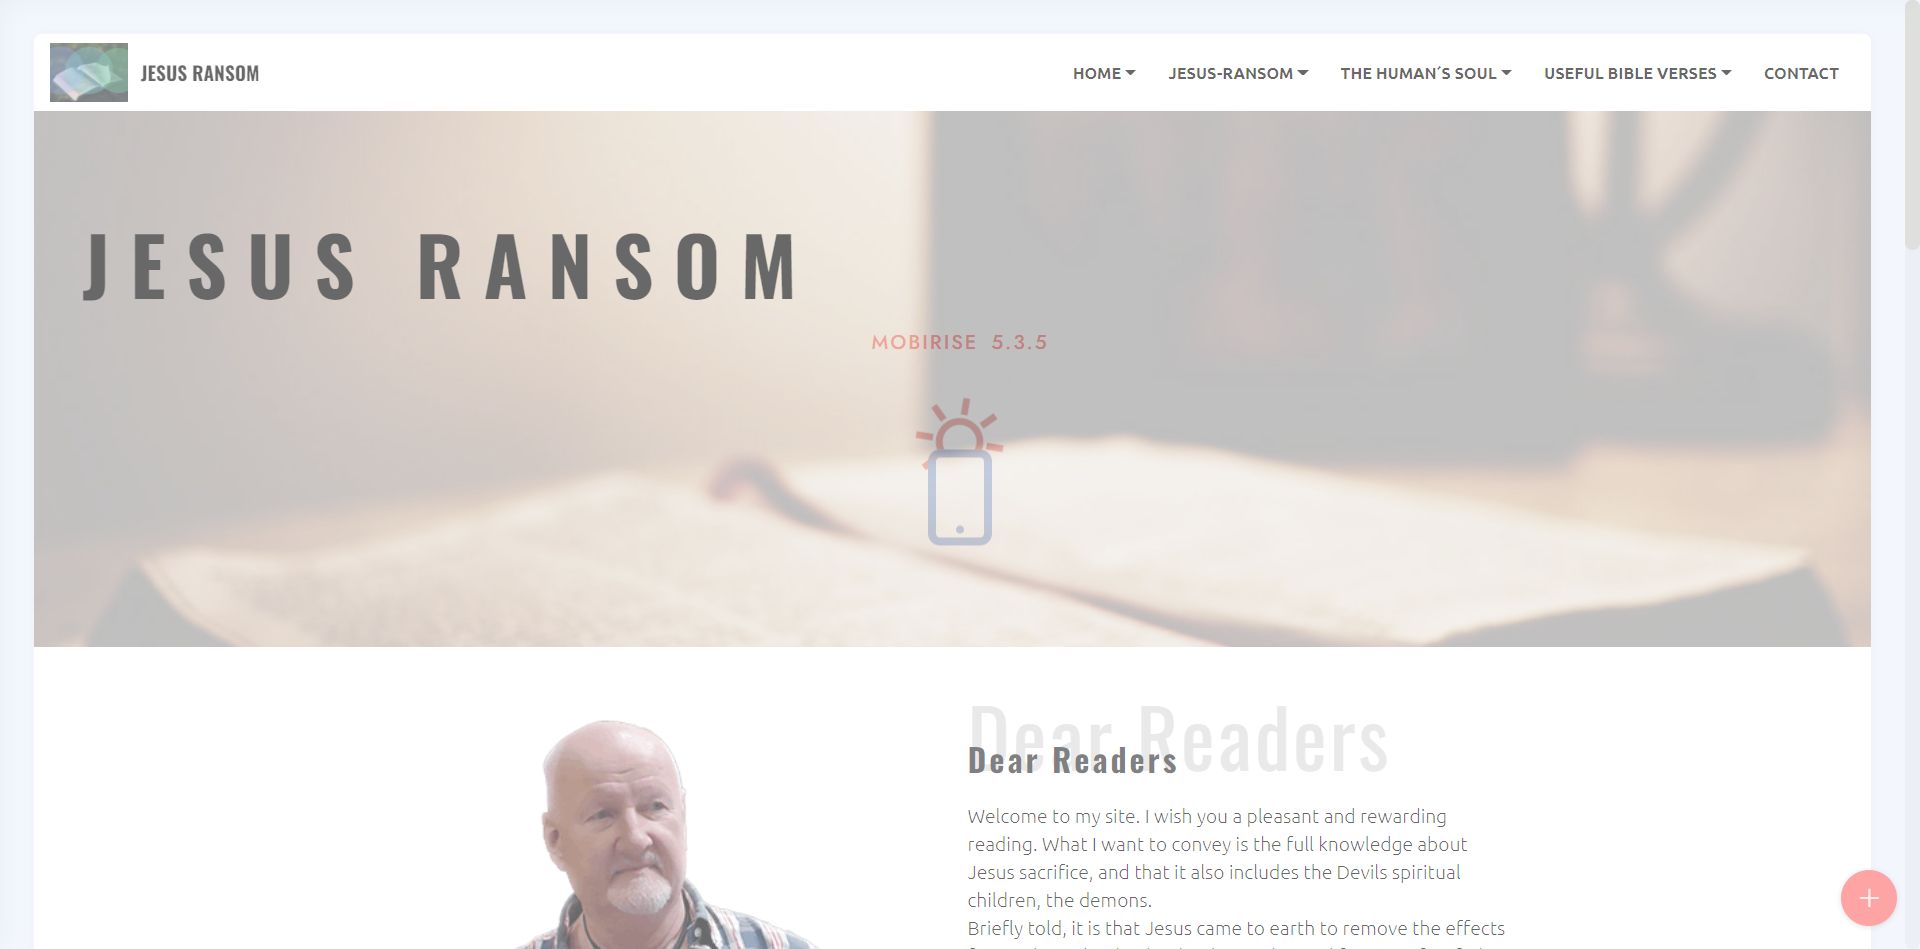 JESUS RANSOM
HOME
JESUS-RANSOM
THE HUMAN´S SOUL
USEFUL BIBLE VERSES
CONTACT
JESUS RANSOM
MOBIRISE 5.3.5
Dear Readers
Dear Readers
Welcome to my site. I wish you a pleasant and rewarding
reading. What I want to convey is the full knowledge about
Jesus sacrifice, and that it also includes the Devils spiritual
children, the demons.
Briefly told, it is that Jesus came to earth to remove the effects